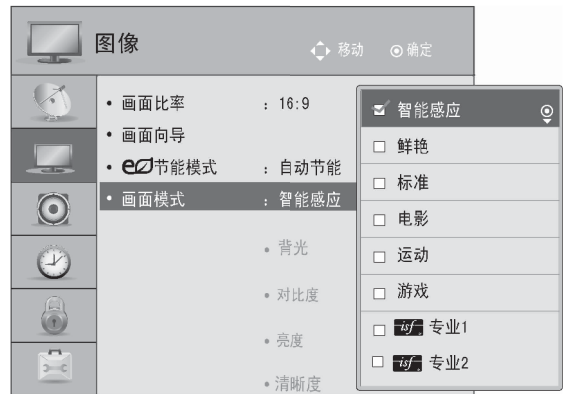 图像
移动 确定
• 画面比率 : 16:9
• 画面向导
• eco节能模式 : 自动节能
• 画面模式 : 智能感应
• 背光
• 对比度
• 亮度
• 清晰度
智能感应
鲜艳
标准
电影
运动
游戏
isf 专业1
isf 专业2